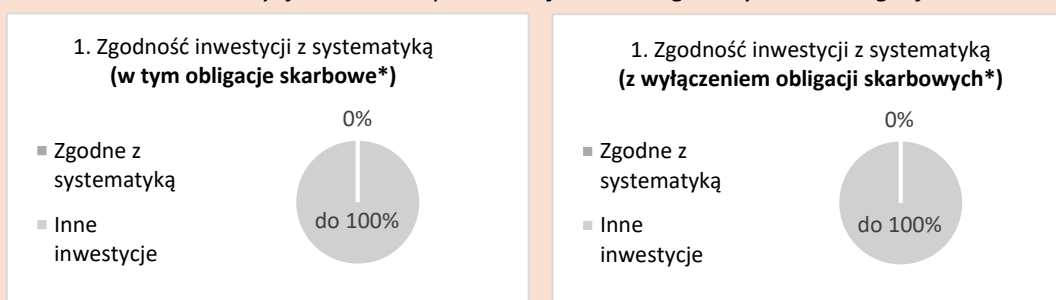 1. Zgodność inwestycji z systematyką
(w tym obligacje skarbowe*)
0%
Zgodne z
systematyką
do 100%
Inne
inwestycje
1. Zgodność inwestycji z systematyką
(z wyłączeniem obligacji skarbowych*)
0%
Zgodne z
systematyką
do 100%
Inne
inwestycje